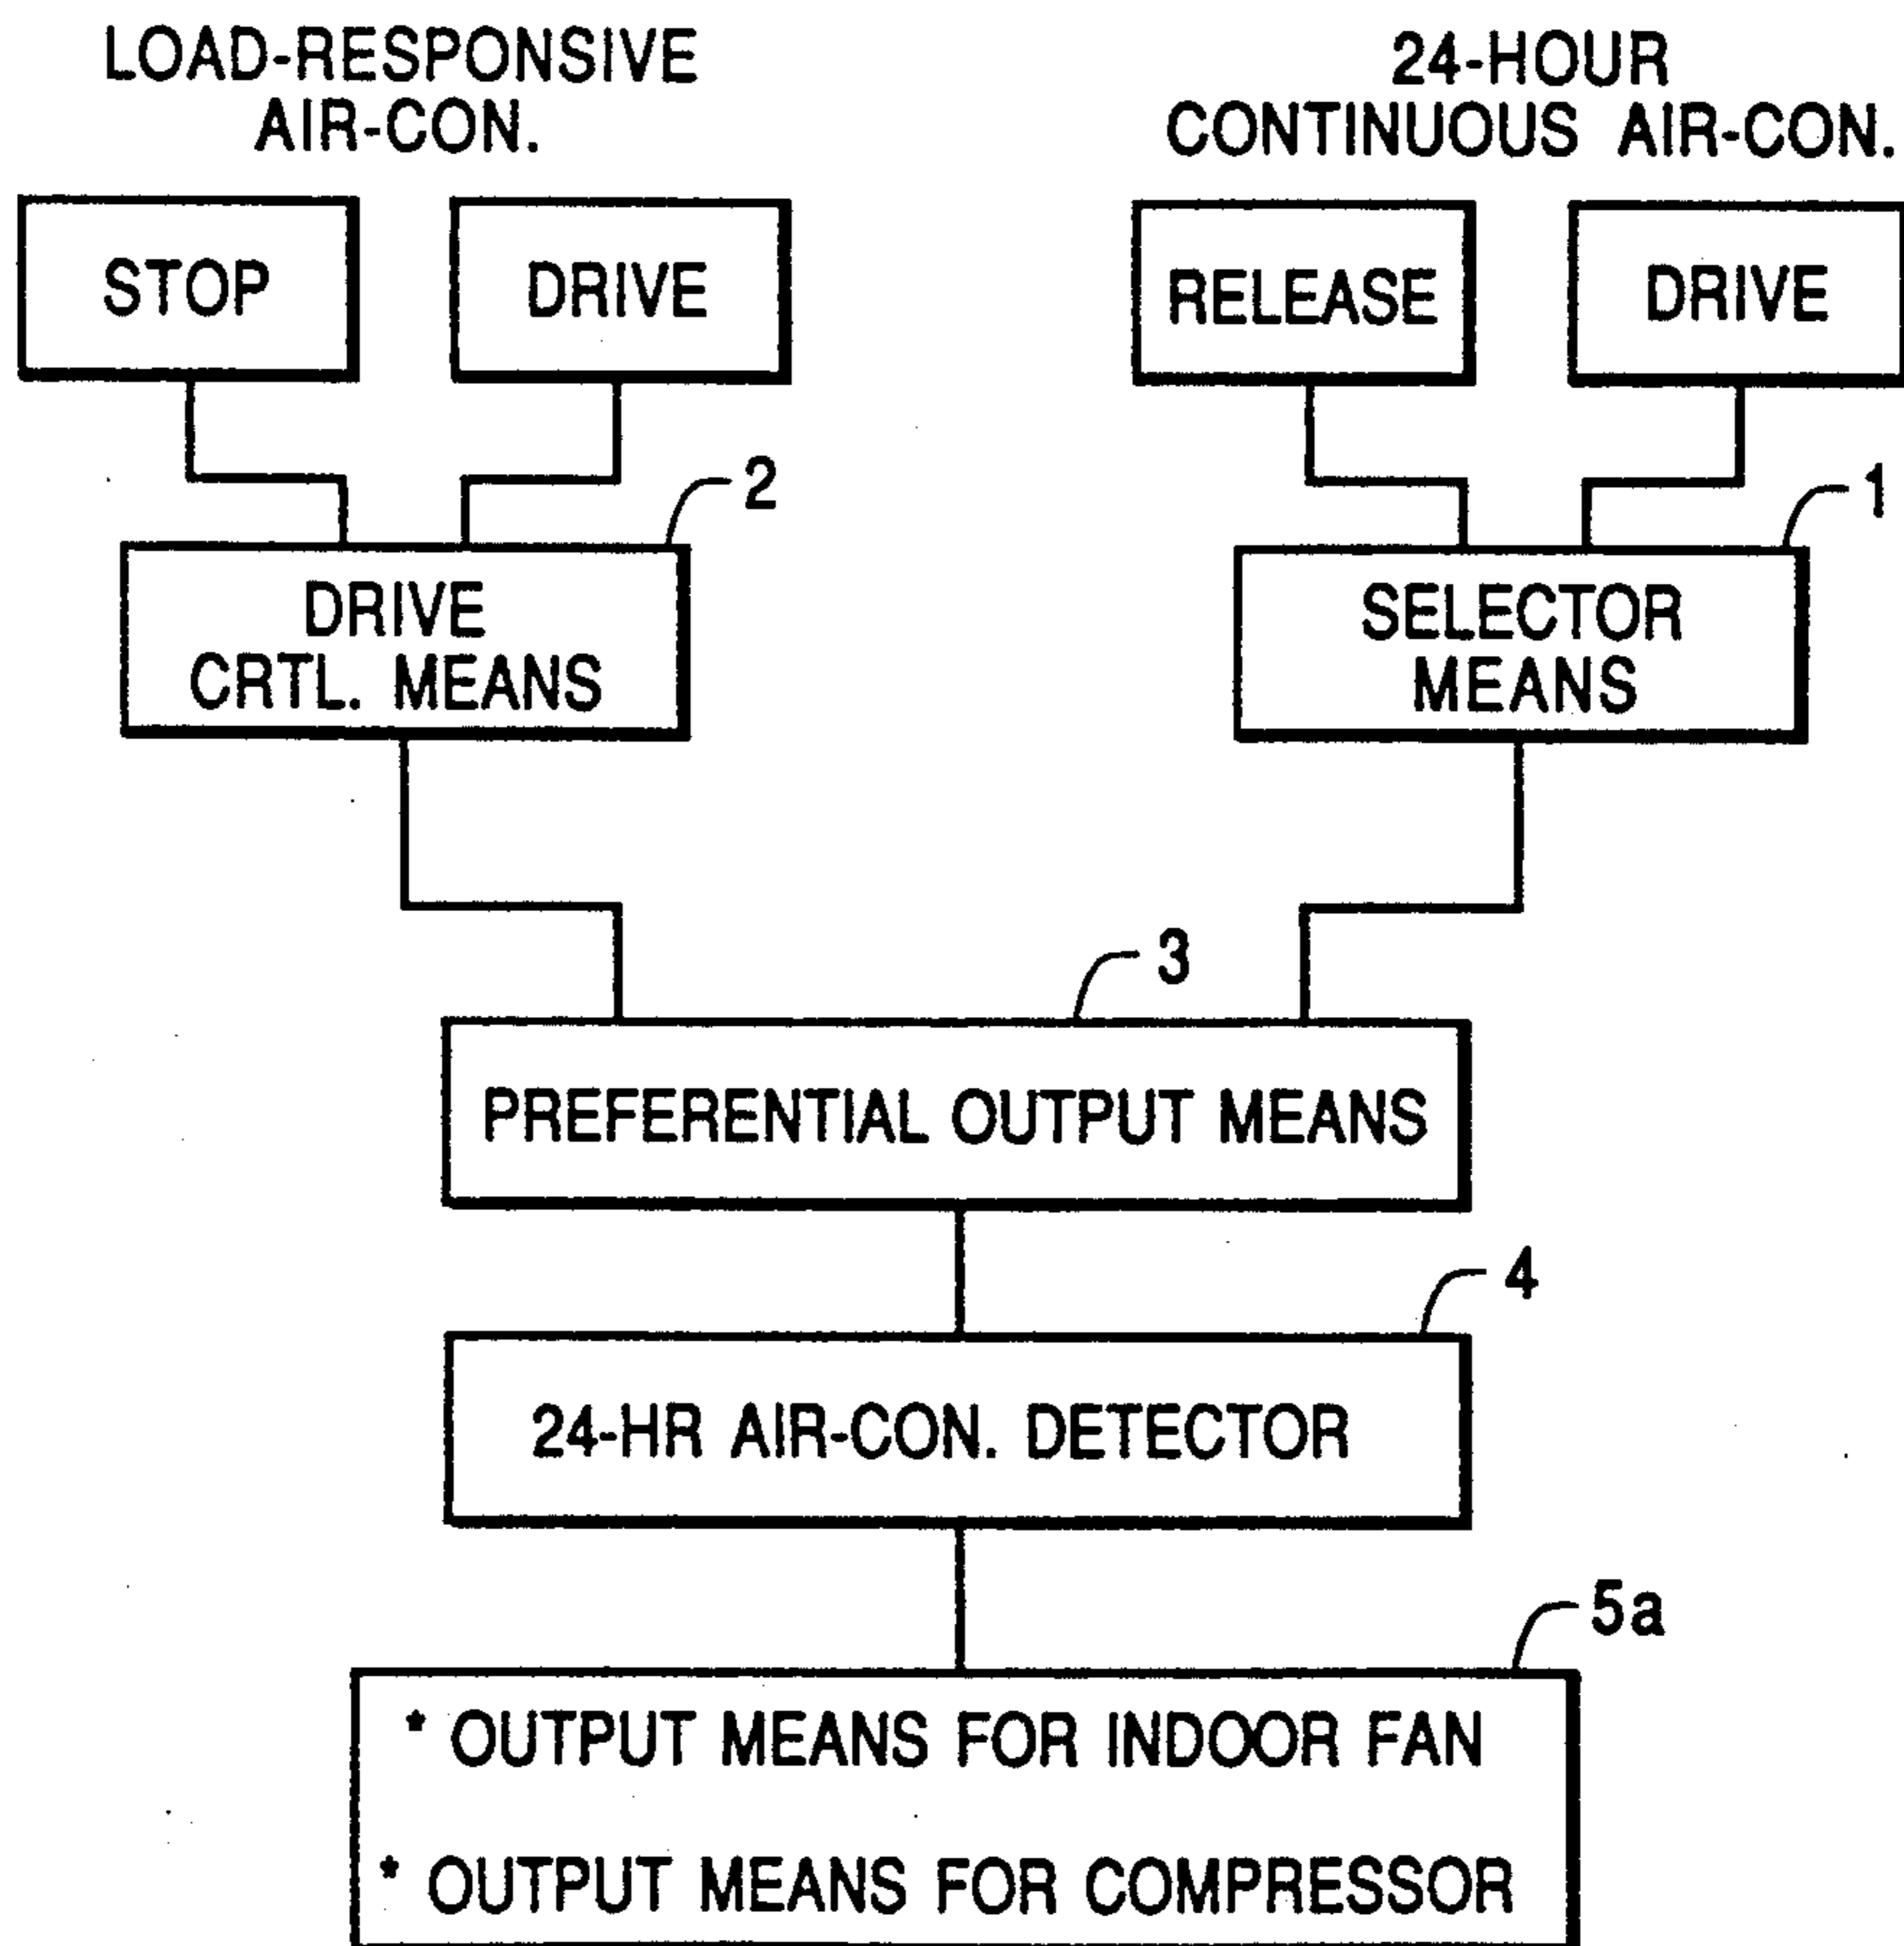 LOAD-RESPONSIVE
AIR-CON.
24-HOUR
CONTINUOUS AIR-CON.
STOP
DRIVE
RELEASE
DRIVE
2
1
DRIVE
CRTL. MEANS
SELECTOR
MEANS
3
PREFERENTIAL OUTPUT MEANS
4
24-HR AIR-CON. DETECTOR
5a
* OUTPUT MEANS FOR INDOOR FAN
* OUTPUT MEANS FOR COMPRESSOR